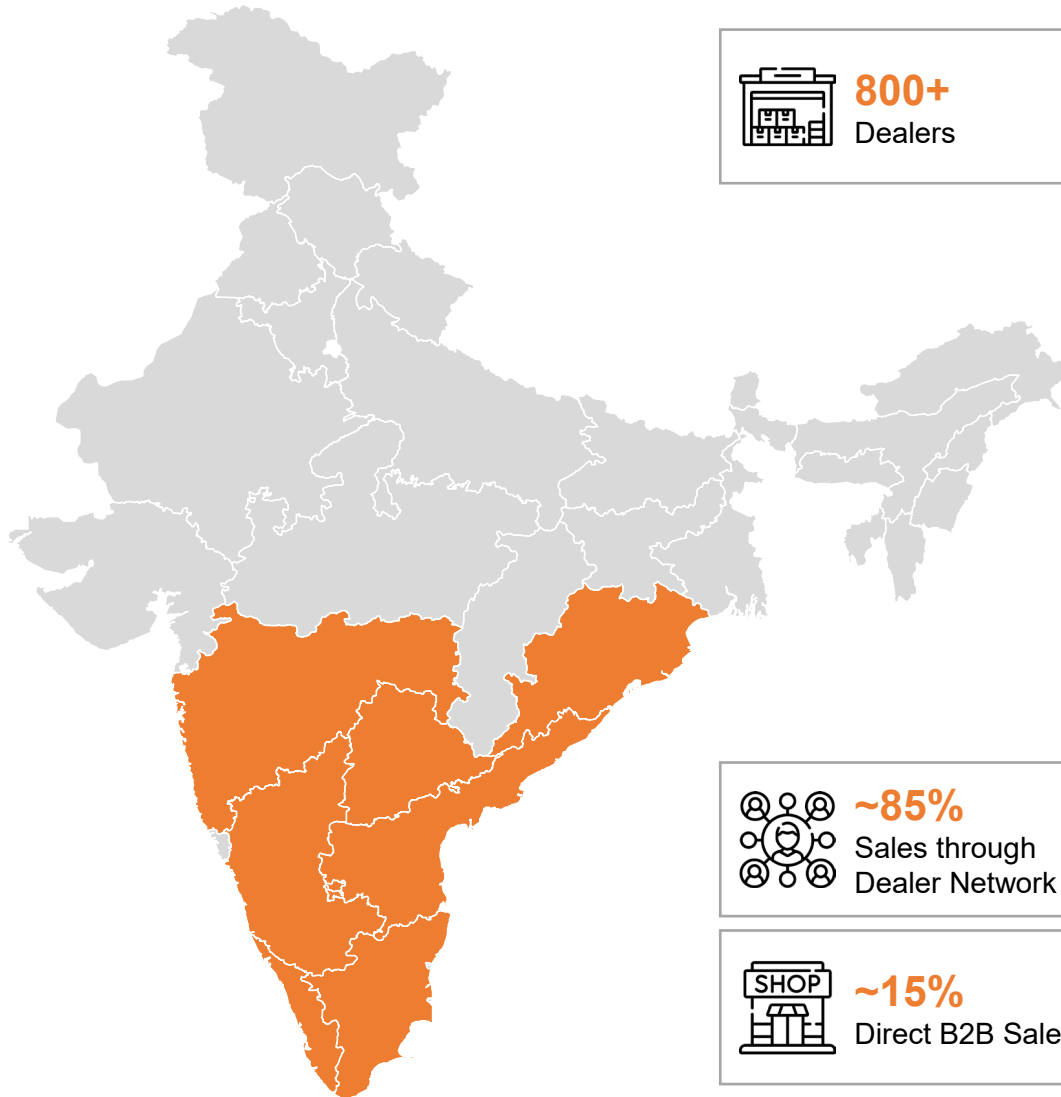 800+
Dealers
~85%
Sales through
Dealer Network
SHOP
~15%
Direct B2B Sale